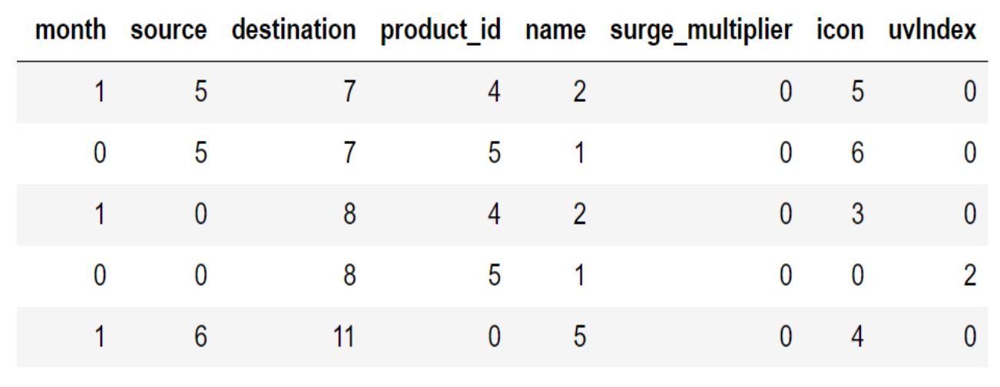 month source destination product_id name surge_multiplier icon uvIndex
1 5 7 4 2 0 5 0
0 5 7 5 1 0 6 0
1 0 8 4 2 0 3 0
0 0 8 5 1 0 0 2
1 6 11 0 5 0 4 0